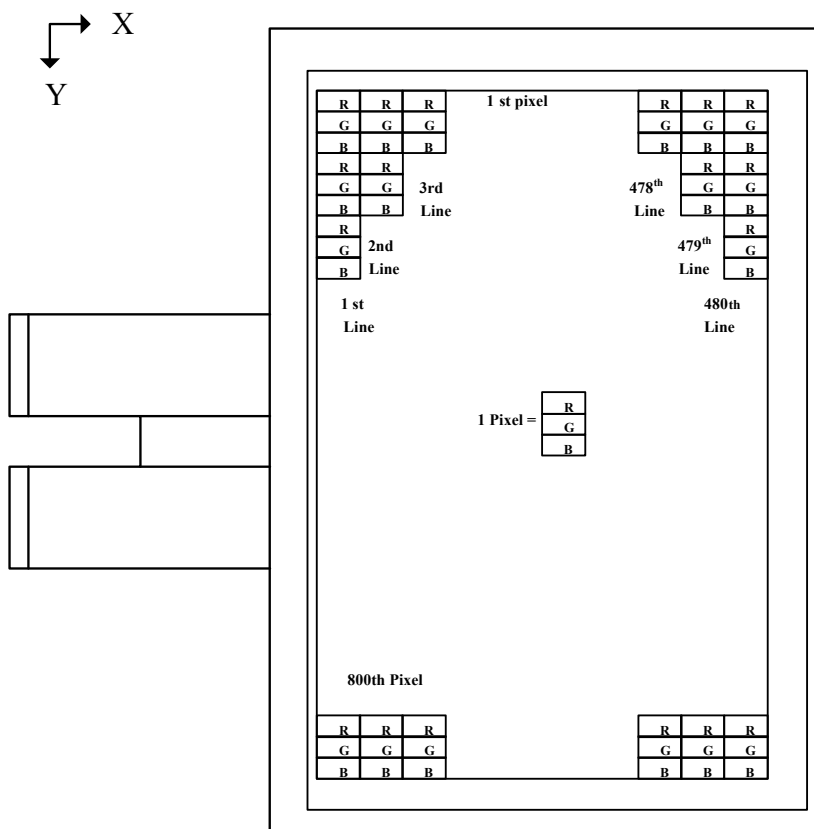 X
Y
R R R 1 st pixel R R R
G G G G G G
B B B B B B
R R R R
G G 3rd 478th G G
B B Line Line B B
R R
G 2nd 479th G
B Line Line B
1 st 480th
Line Line
R
1 Pixel = G
B
800th Pixel
R R R R R R
G G G G G G
B B B B B B